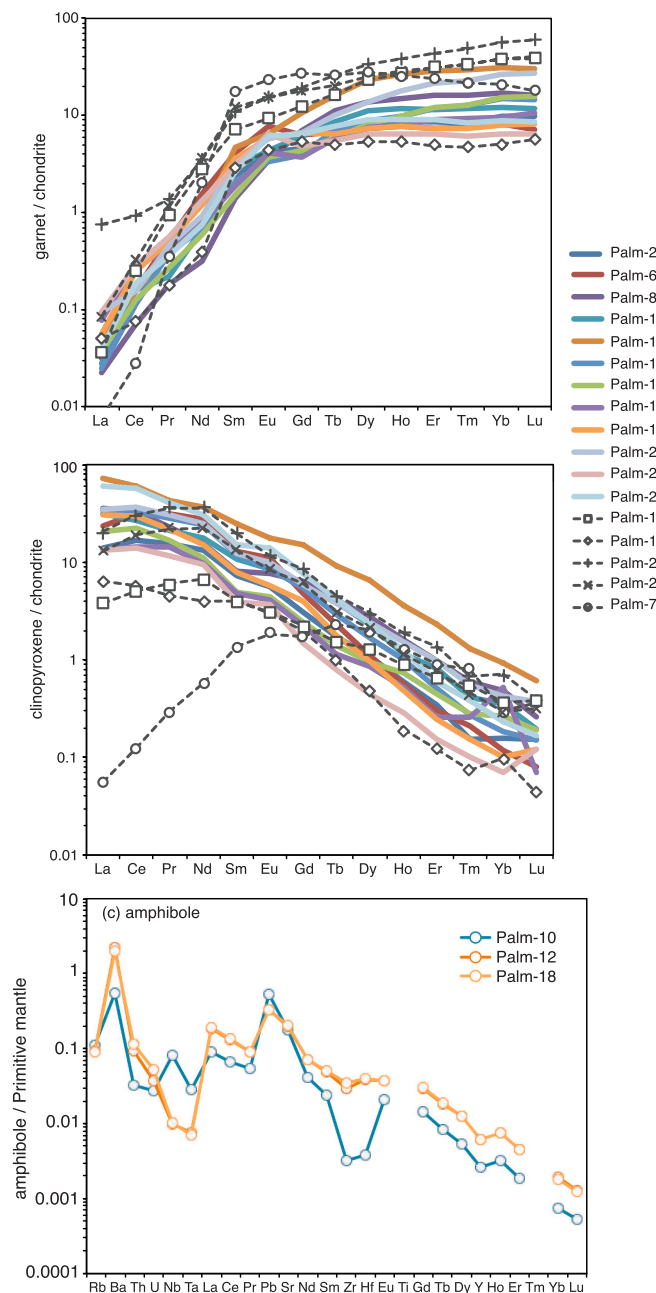 100
10
1
0.1
0.01
garnet / chondrite
La Ce Pr Nd Sm Eu Gd Tb Dy Ho Er Tm Yb Lu
Palm-2
Palm-6
Palm-8
Palm-1
Palm-1
Palm-1
Palm-1
Palm-1
Palm-1
Palm-2
Palm-2
Palm-2
Palm-1
Palm-1
Palm-2
Palm-2
Palm-7
100
10
1
0.1
0.01
clinopyroxene / chondrite
La Ce Pr Nd Sm Eu Gd Tb Dy Ho Er Tm Yb Lu
(c) amphibole
Palm-10
Palm-12
Palm-18
10
1
0.1
0.01
0.001
0.0001
amphibole / Primitive mantle
Rb Ba Th U Nb Ta La Ce Pr Pb Sr Nd Sm Zr Hf Eu Ti Gd Tb Dy Y Ho Er Tm Yb Lu